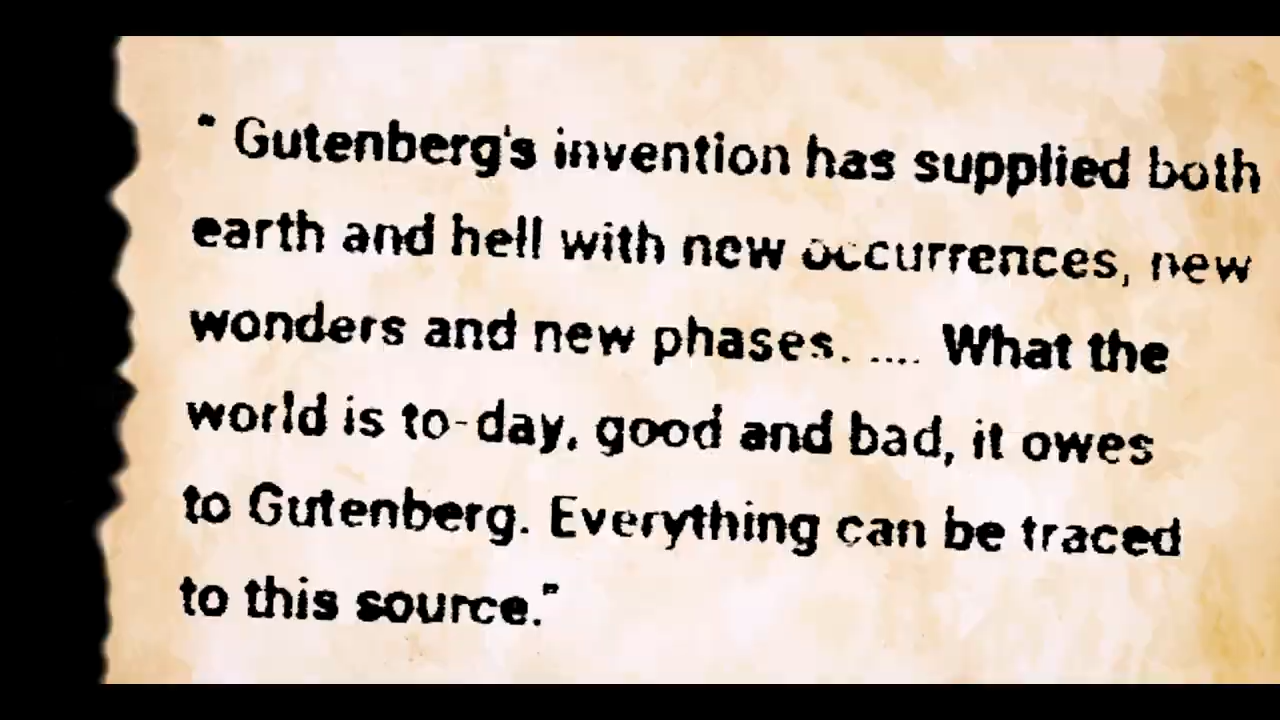 " Gutenberg's invention has supplied both
earth and hell with new occurrences, new
wonders and new phases. .... What the
world is to-day, good and bad, it owes
to Gutenberg. Everything can be traced
to this source."